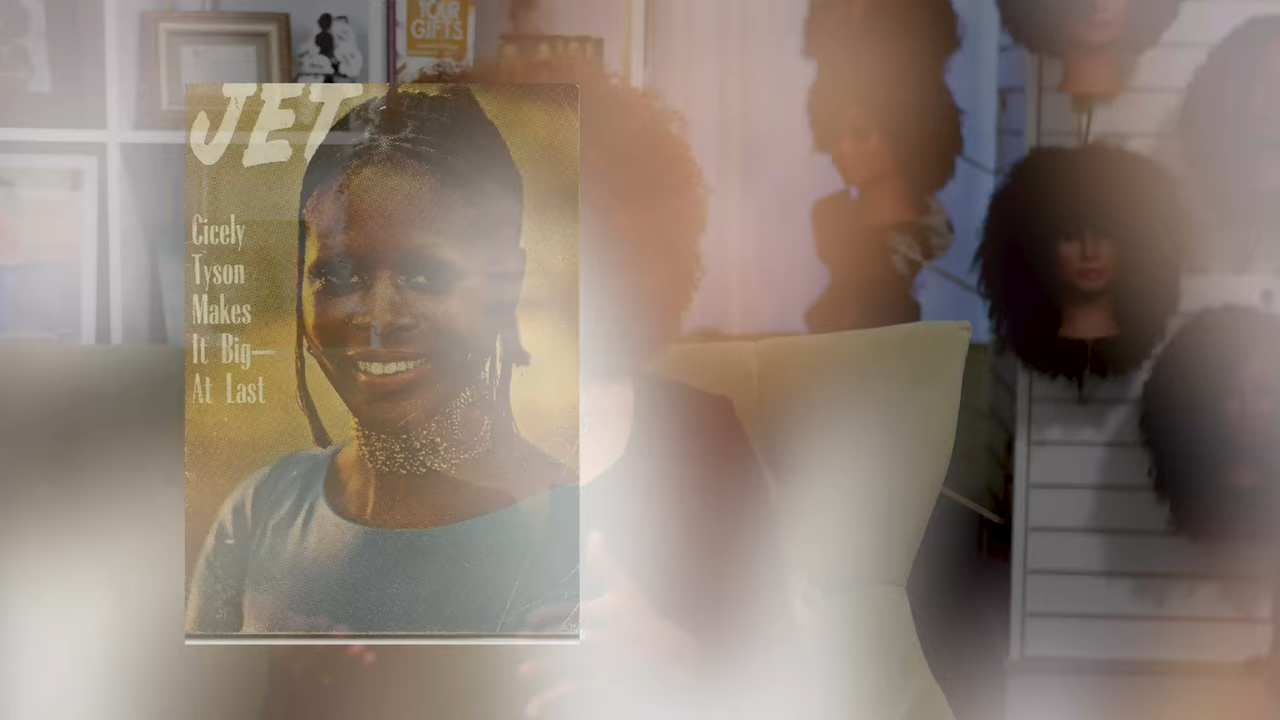 YOUR
GIFTS
JET
Cicely
Tyson
Makes
It Big—
At Last